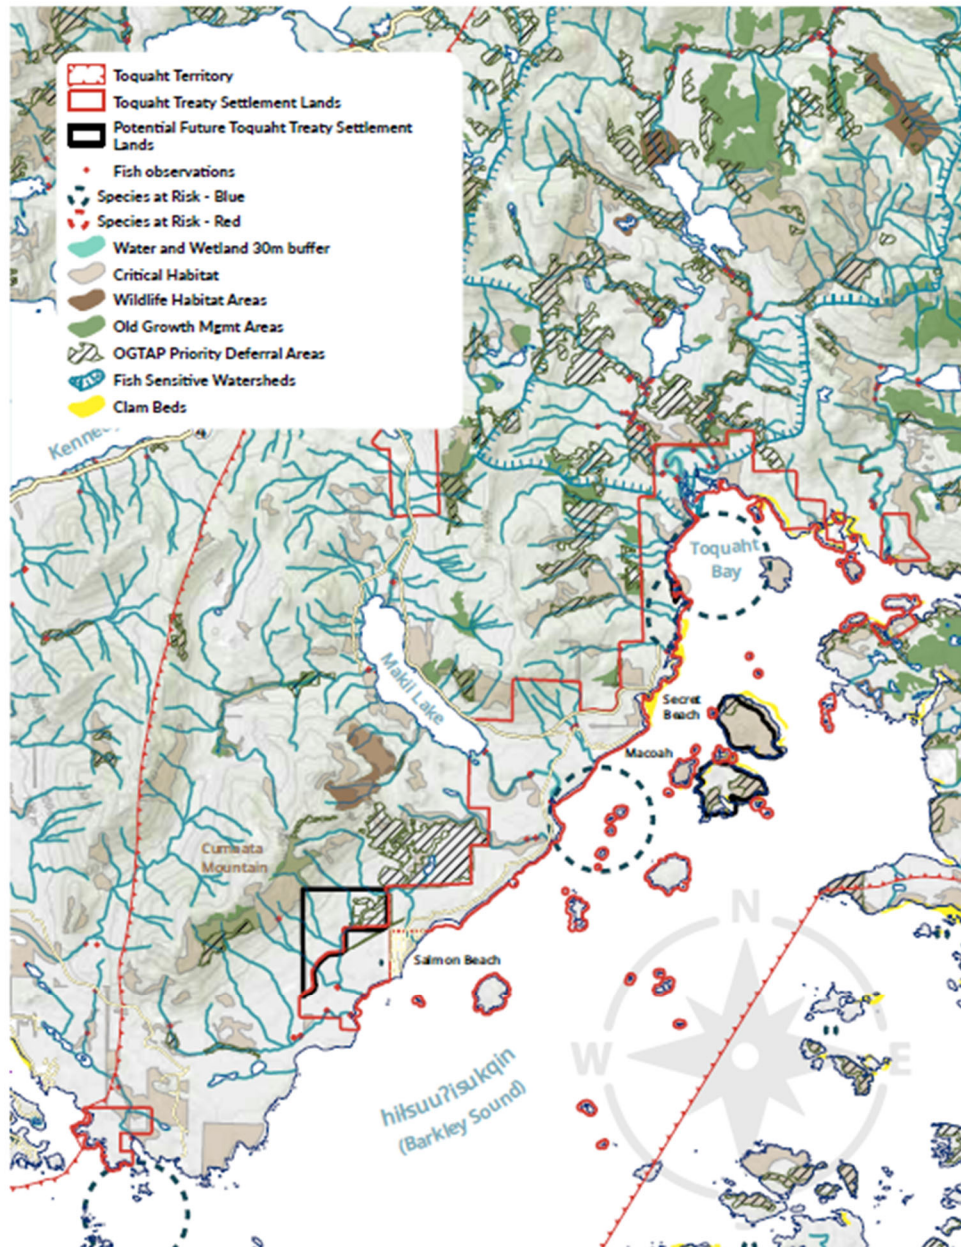 Toquaht Territory
Toquaht Treaty Settlement Lands
Potential Future Toquaht Treaty Settlement
Lands
Fish observations
Species at Risk - Blue
Species at Risk - Red
Water and Wetland 30m buffer
Critical Habitat
Wildlife Habitat Areas
Old Growth Mgmt Areas
OGTAP Priority Deferral Areas
Fish Sensitive Watersheds
Clam Beds
Toquaht
Bay
Makii Lake
Secret
Beach
Macoah
Mountain
Salmon Beach
N
W
E
hiłsuuʔisukqin
(Barkley Sound)